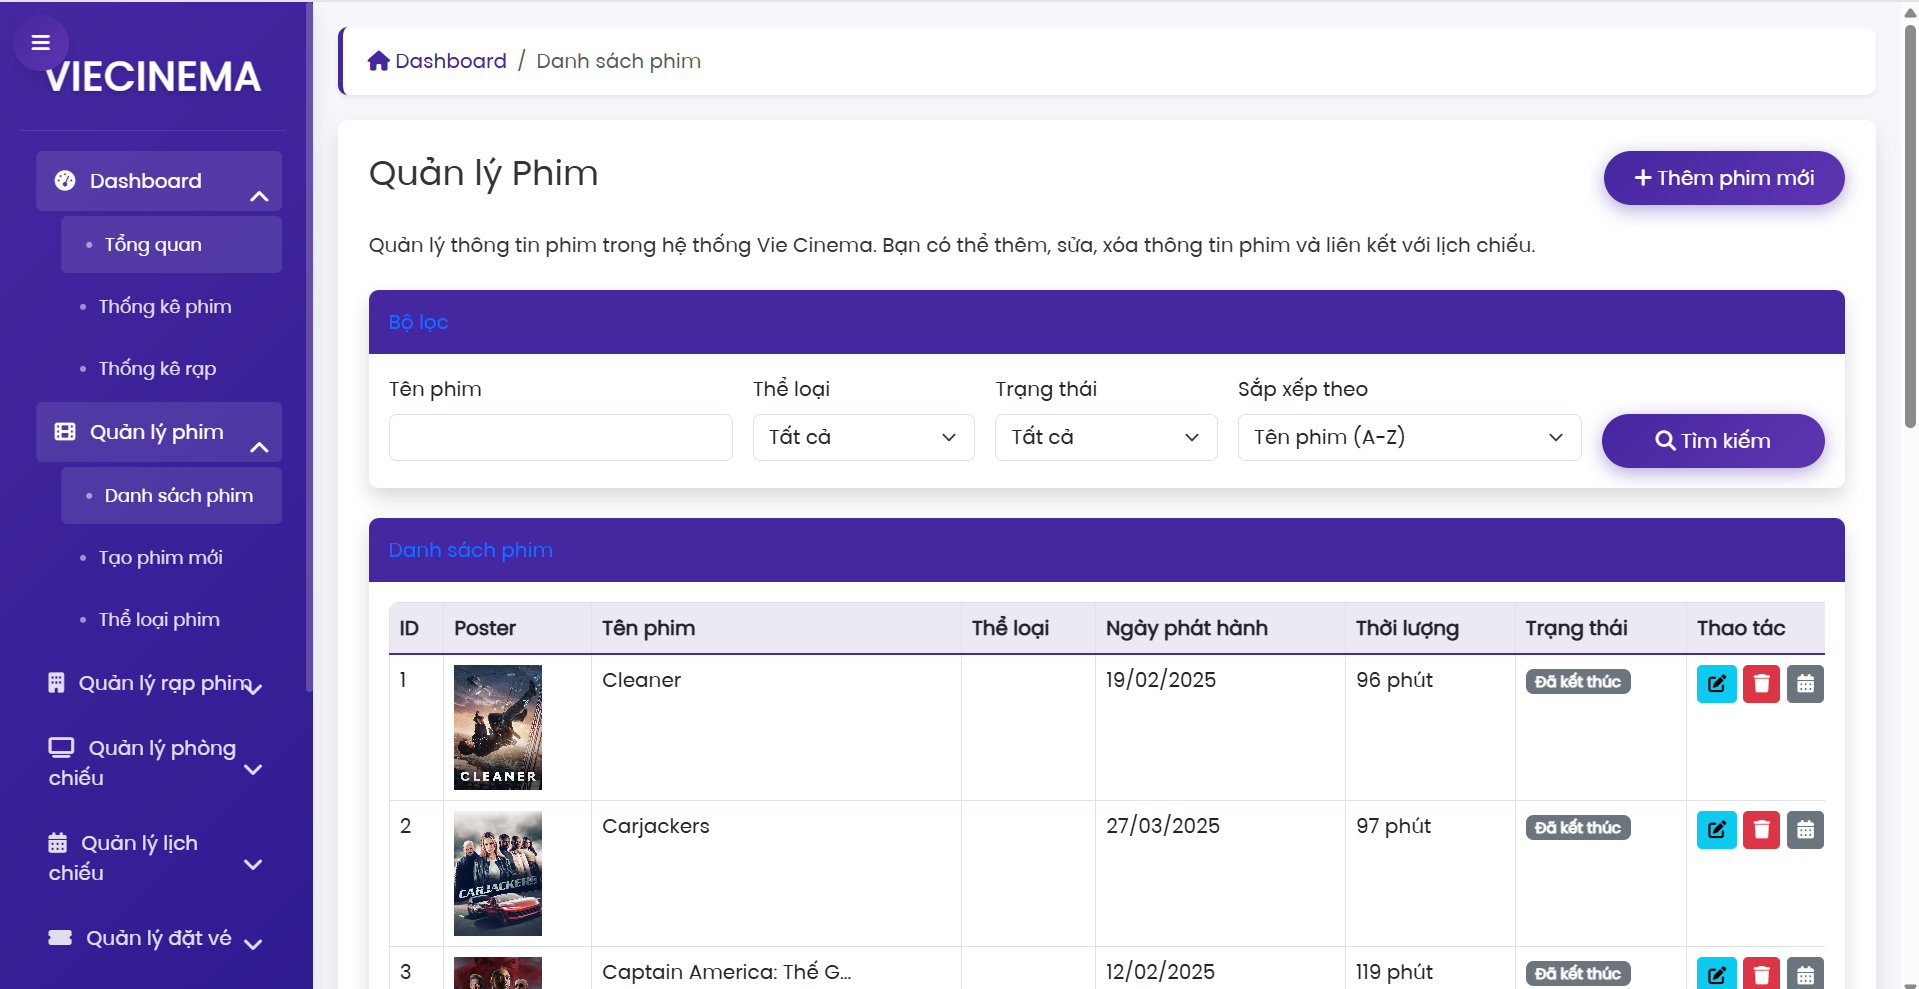 VIECINEMA
Dashboard
Tổng quan
Thống kê phim
Thống kê rạp
Quản lý phim
Danh sách phim
Tạo phim mới
Thể loại phim
Quản lý rạp phim
Quản lý phòng
chiếu
Quản lý lịch
chiếu
Quản lý đặt vé
Dashboard / Danh sách phim
Quản lý Phim
Thêm phim mới
Quản lý thông tin phim trong hệ thống Vie Cinema. Bạn có thể thêm, sửa, xóa thông tin phim và liên kết với lịch chiếu.
Bộ lọc
Tên phim Thể loại Trạng thái Sắp xếp theo
Tất cả Tất cả Tên phim (A-Z) Tìm kiếm
Danh sách phim
ID Poster Tên phim Thể loại Ngày phát hành Thời lượng Trạng thái Thao tác
1 Cleaner 19/02/2025 96 phút Đã kết thúc
CLEANER
2 Carjackers 27/03/2025 97 phút Đã kết thúc
CARJACKERS
3 Captain America: Thế G... 12/02/2025 119 phút Đã kết thúc